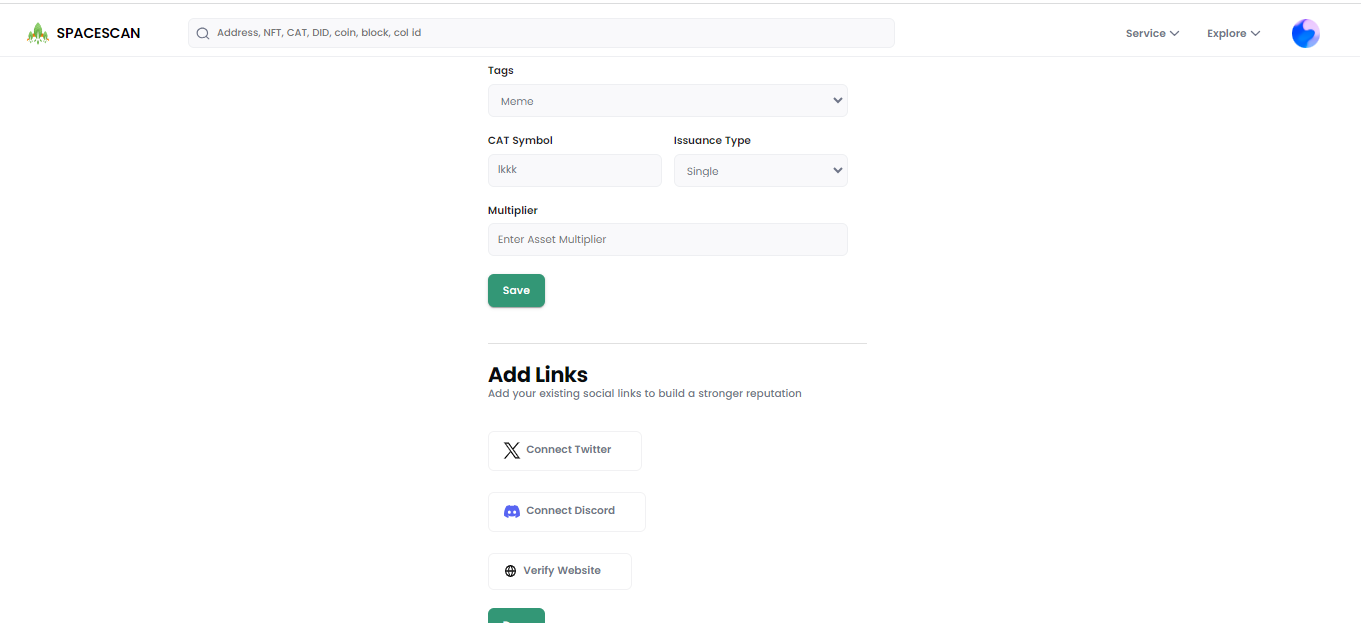 SPACESCAN
Address, NFT, CAT, DID, coin, block, col id
Service
Explore
Tags
Meme
CAT Symbol
Issuance Type
lkkk
Single
Multiplier
Enter Asset Multiplier
Save
Add Links
Add your existing social links to build a stronger reputation
Connect Twitter
Connect Discord
Verify Website